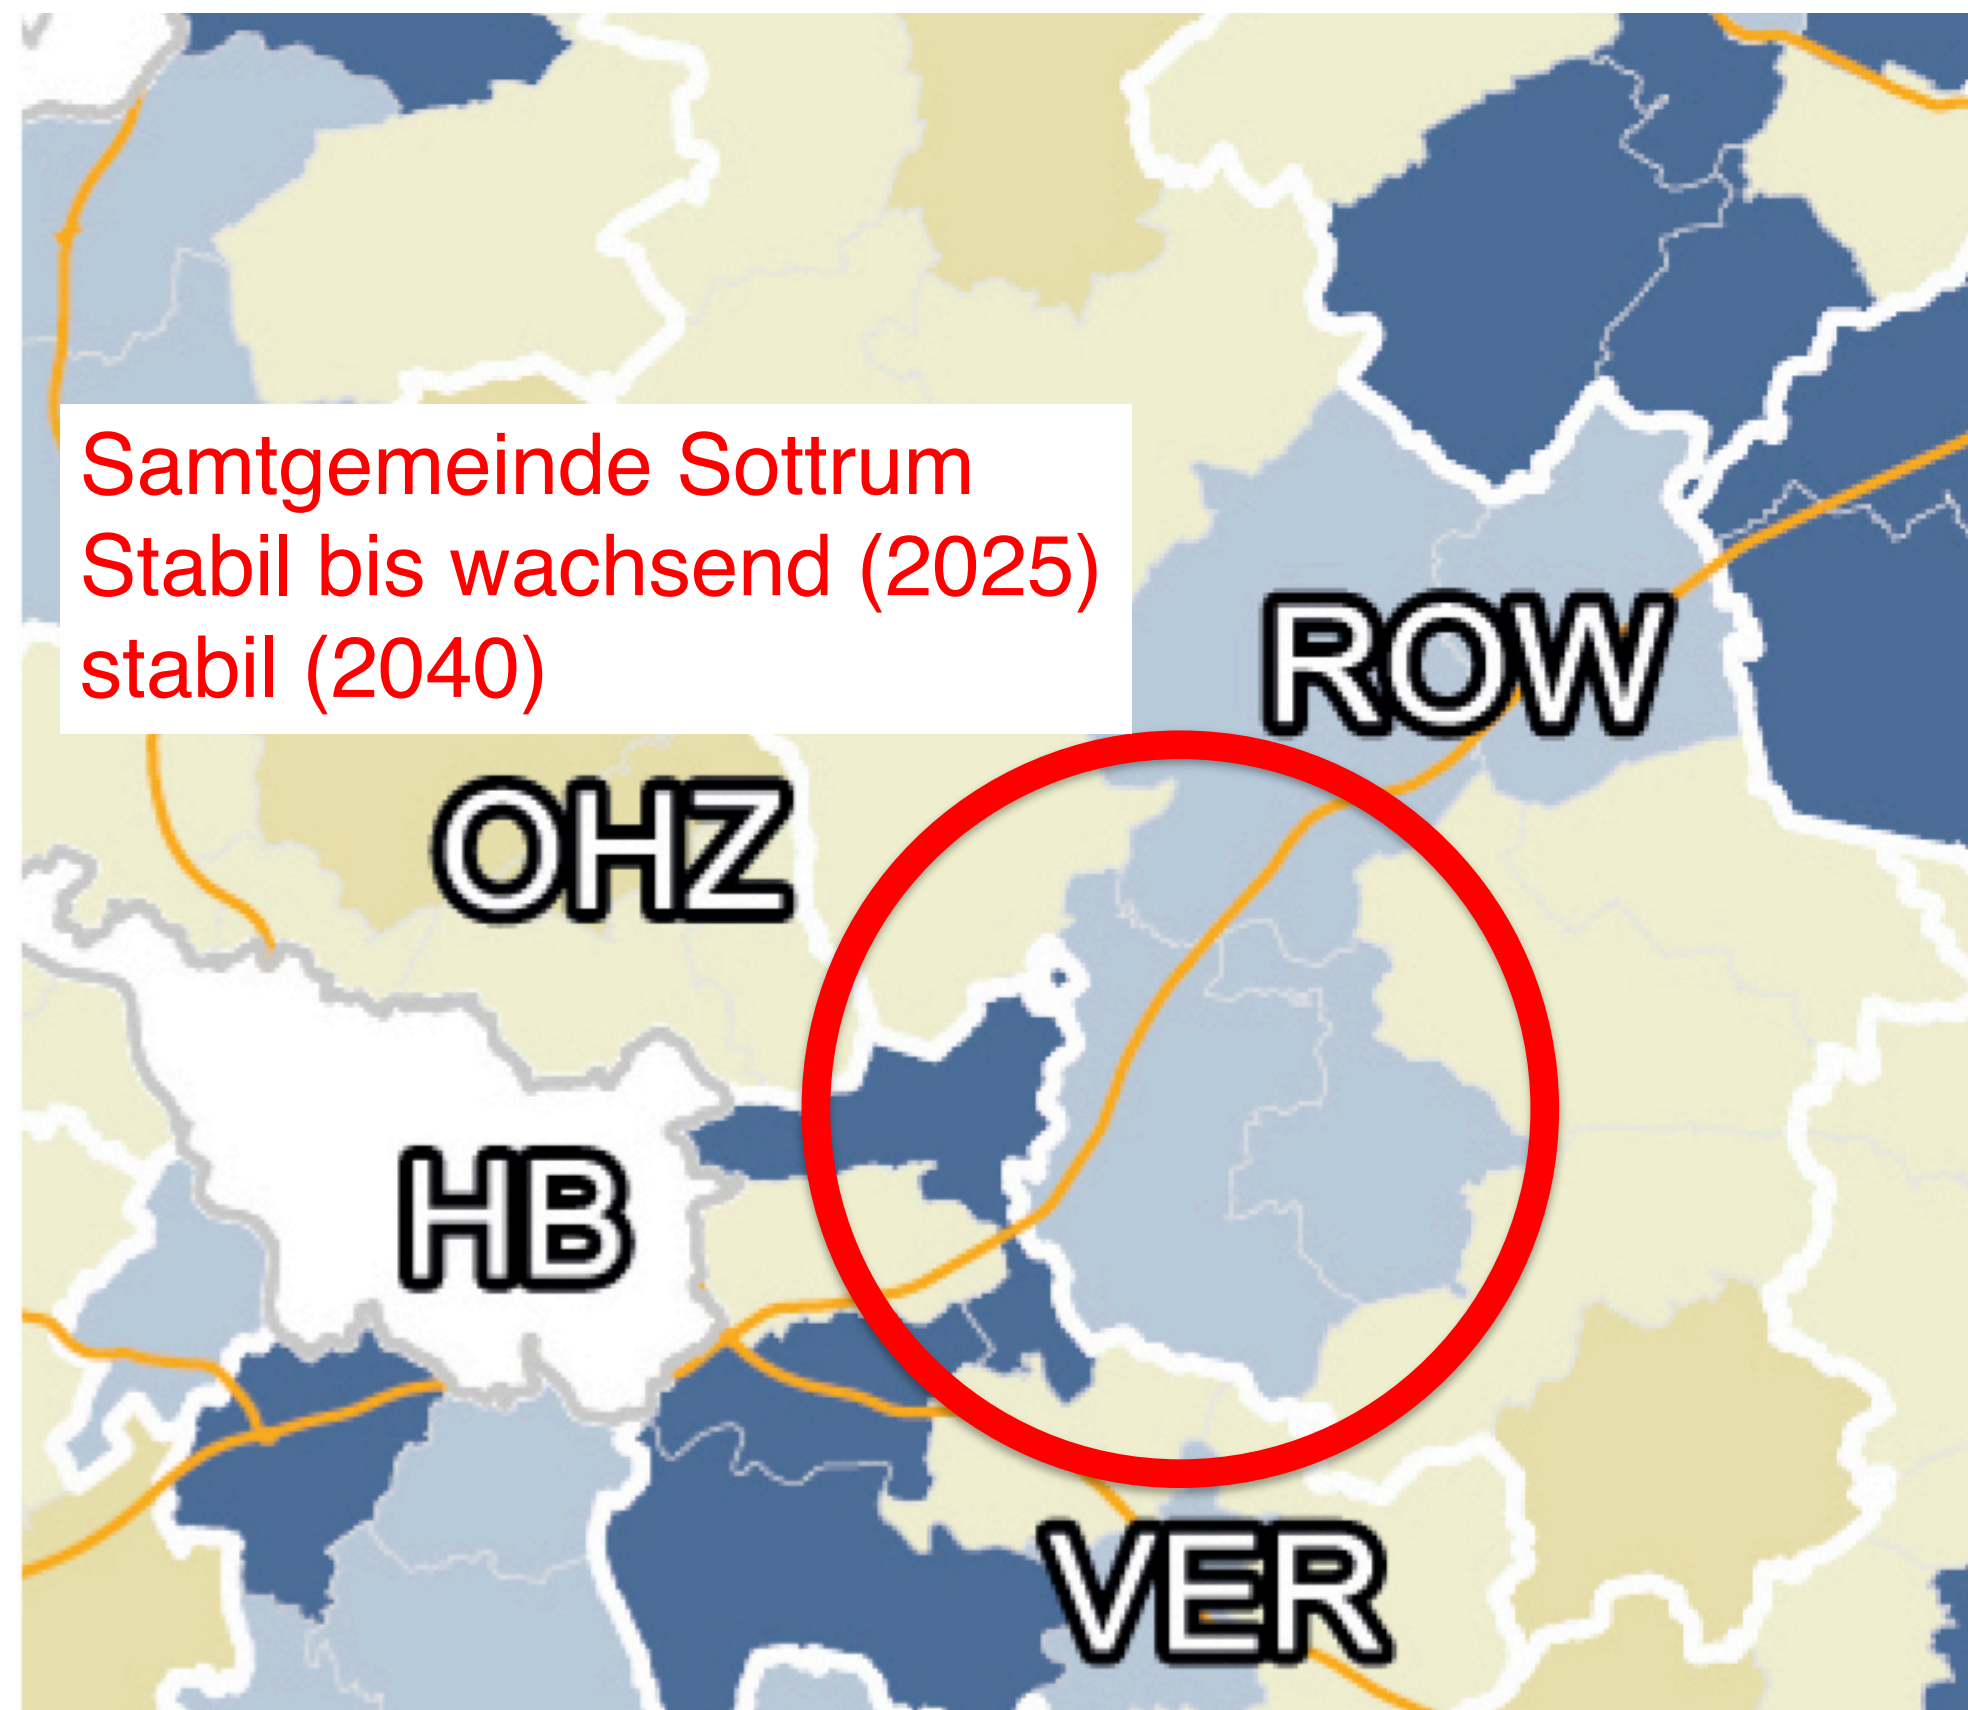 Samtgemeinde Sottrum
Stabil bis wachsend (2025)
stabil (2040)
ROW
OHZ
HB
VER